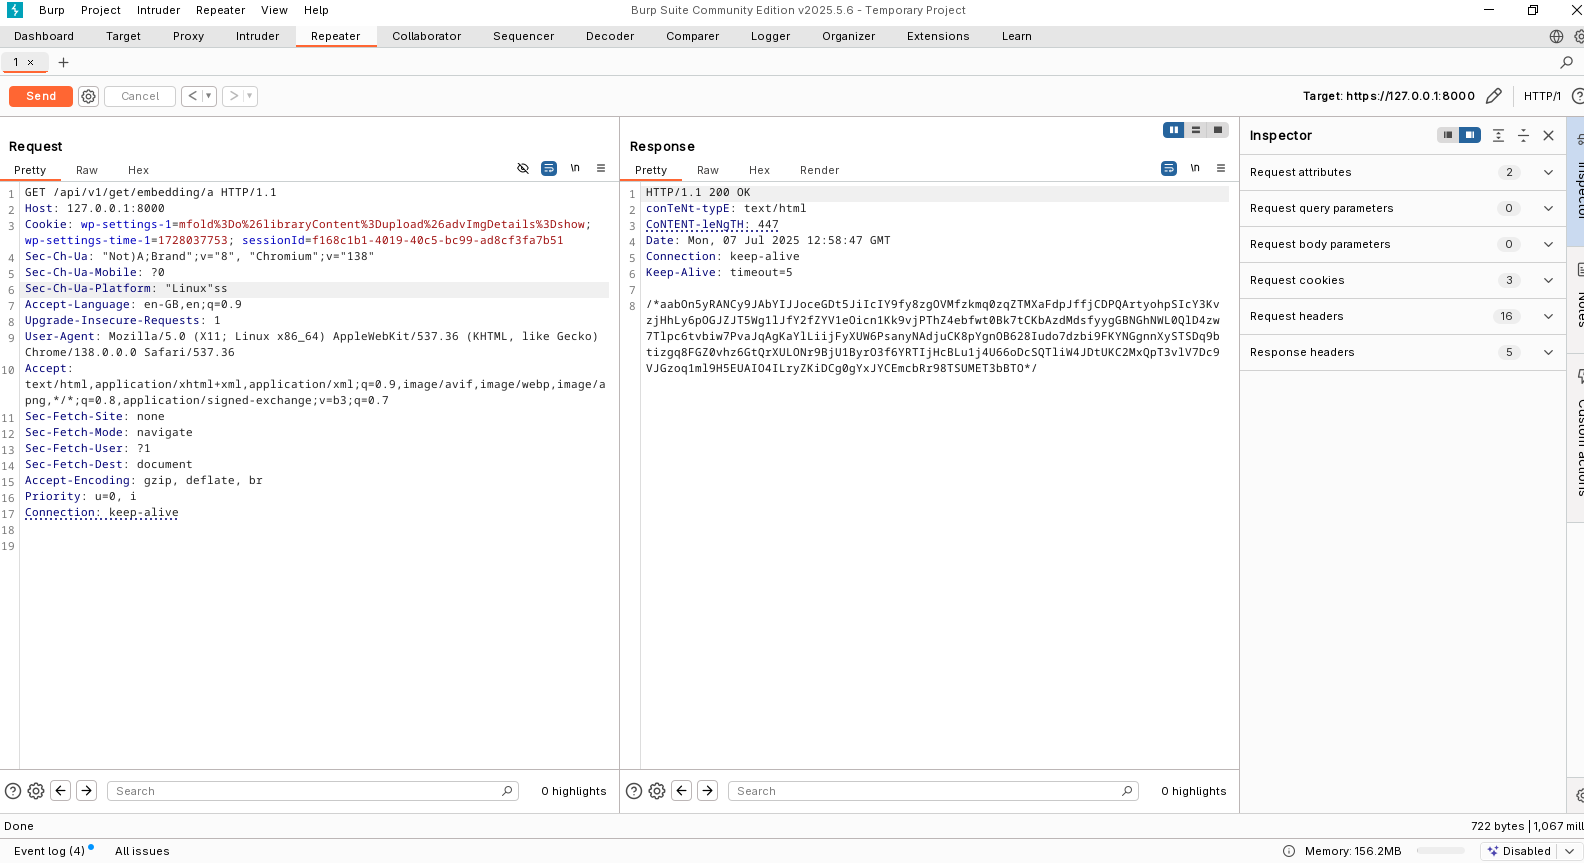 Burp Project Intruder Repeater View Help Burp Suite Community Edition v2025.5.6 - Temporary Project
Dashboard Target Proxy Intruder Repeater Collaborator Sequencer Decoder Comparer Logger Organizer Extensions Learn
1 × +
Send Cancel < > Target: https://127.0.0.1:8000 HTTP/1
Request
Pretty Raw Hex
\n
1 GET /api/v1/get/embedding/a HTTP/1.1
2 Host: 127.0.0.1:8000
3 Cookie: wp-settings-1=mfold%3Do%26libraryContent%3Dupload%26advImgDetails%3Dshow;
wp-settings-time-1=1728037753; sessionId=f168c1b1-4019-40c5-bc99-ad8cf3fa7b51
4 Sec-Ch-Ua: "Not)A;Brand";v="8", "Chromium";v="138"
5 Sec-Ch-Ua-Mobile: ?0
6 Sec-Ch-Ua-Platform: "Linux"ss
7 Accept-Language: en-GB,en;q=0.9
8 Upgrade-Insecure-Requests: 1
9 User-Agent: Mozilla/5.0 (X11; Linux x86_64) AppleWebKit/537.36 (KHTML, like Gecko)
Chrome/138.0.0.0 Safari/537.36
10 Accept:
text/html,application/xhtml+xml,application/xml;q=0.9,image/avif,image/webp,image/a
png,*/*;q=0.8,application/signed-exchange;v=b3;q=0.7
11 Sec-Fetch-Site: none
12 Sec-Fetch-Mode: navigate
13 Sec-Fetch-User: ?1
14 Sec-Fetch-Dest: document
15 Accept-Encoding: gzip, deflate, br
16 Priority: u=0, i
17 Connection: keep-alive
18
19
Search 0 highlights
Response
Pretty Raw Hex Render
\n
1 HTTP/1.1 200 OK
2 conTeNt-typE: text/html
3 CoNTENT-leNgTH: 447
4 Date: Mon, 07 Jul 2025 12:58:47 GMT
5 Connection: keep-alive
6 Keep-Alive: timeout=5
7
8 /*aabOn5yRANCy9JAbYIJJoceGDt5JiIcIY9fy8zgOVMfzkmq0zqZTMXaFdpJffjCDPQArtyohpSIcY3Kv
zjHhLy6pOGJZJT5Wg1lJfY2fZYV1eOicn1Kk9vjPThZ4ebfwt0Bk7tCKbAzdMdsfyygGBNGhNWL0QlD4zw
7Tlpc6tvbiw7PvaJqAgKaYlLiijFyXUW6PsanyNAdjuCK8pYgnOB628Iudo7dzbi9FKYNGgnnXySTSDq9b
tizgq8FGZ0vhz6GtQrXULONr9BjU1ByrO3f6YRTIjHcBLu1j4U66oDcSQTliW4JDtUKC2MxQpT3vlV7Dc9
VJGzoq1ml9H5EUAIO4ILryZKiDCg0gYxJYCEmcbRr98TSUMET3bBTO*/
Search 0 highlights
Inspector
Request attributes 2
Request query parameters 0
Request body parameters 0
Request cookies 3
Request headers 16
Response headers 5
Inspector
Notes
Custom actions
Done 722 bytes | 1,067 mill
Event log (4) All issues Memory: 156.2MB Disabled